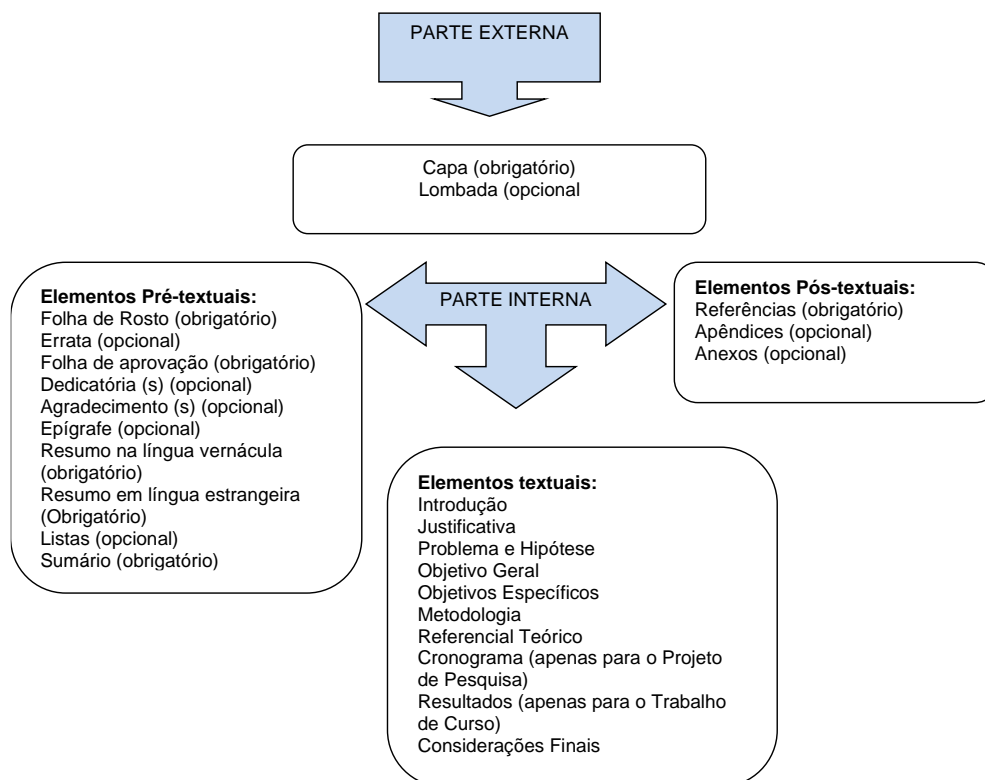 PARTE EXTERNA
Capa (obrigatório)
Lombada (opcional
PARTE INTERNA
Elementos Pré-textuais:
Folha de Rosto (obrigatório)
Errata (opcional)
Folha de aprovação (obrigatório)
Dedicatória (s) (opcional)
Agradecimento (s) (opcional)
Epígrafe (opcional)
Resumo na língua vernácula
(obrigatório)
Resumo em língua estrangeira
(Obrigatório)
Listas (opcional)
Sumário (obrigatório)
Elementos Pós-textuais:
Referências (obrigatório)
Apêndices (opcional)
Anexos (opcional)
Elementos textuais:
Introdução
Justificativa
Problema e Hipótese
Objetivo Geral
Objetivos Específicos
Metodologia
Referencial Teórico
Cronograma (apenas para o Projeto
de Pesquisa)
Resultados (apenas para o Trabalho
de Curso)
Considerações Finais